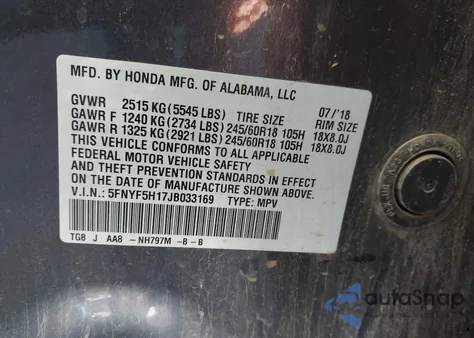 MFD. BY HONDA MFG. OF ALABAMA, LLC
07/'18
GVWR 2515 KG(5545 LBS) TIRE SIZE RIM SIZE
GAWR F 1240 KG(2734 LBS)245/60R18 105H 18X8.0J
GAWR R 1325 KG(2921 LBS)245/60R18 105H 18X8.0J
THIS VEHICLE CONFORMS TO ALL APPLICABLE
FEDERAL MOTOR VEHICLE SAFETY
AND THEFT PREVENTION STANDARDS IN EFFECT
ON THE DATE OF MANUFACTURE SHOWN ABOVE.
V.I.N.: 5FNYF5H17JB033169 TYPE: MPV
TG8 J AA8 -NH797M -B-B
autoSnap